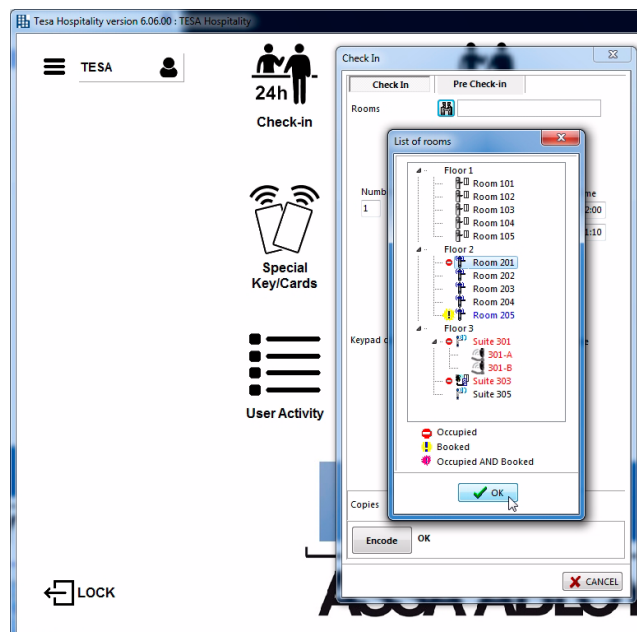 Tesa Hospitality version 6.06.00 : TESA Hospitality
TESA
24h
Check-in
Special
Key/Cards
User Activity
LOCK
Check In
Check In
Pre Check-in
Rooms
1
2:00
1:10
Copies
Encode
OK
CANCEL
List of rooms
Floor 1
Room 101
Room 102
Room 103
Room 104
Room 105
Floor 2
Room 201
Room 202
Room 203
Room 204
Room 205
Floor 3
Suite 301
301-A
301-B
Suite 303
Suite 305
Occupied
Booked
Occupied AND Booked
OK